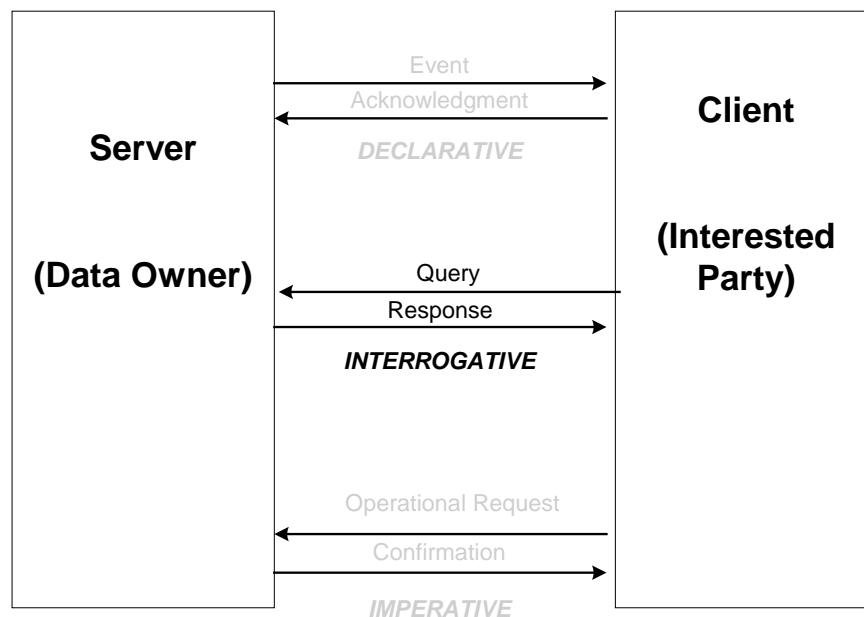 Server
(Data Owner)
Event
Acknowledgment
DECLARATIVE
Query
Response
INTERROGATIVE
Operational Request
Confirmation
IMPERATIVE
Client
(Interested
Party)